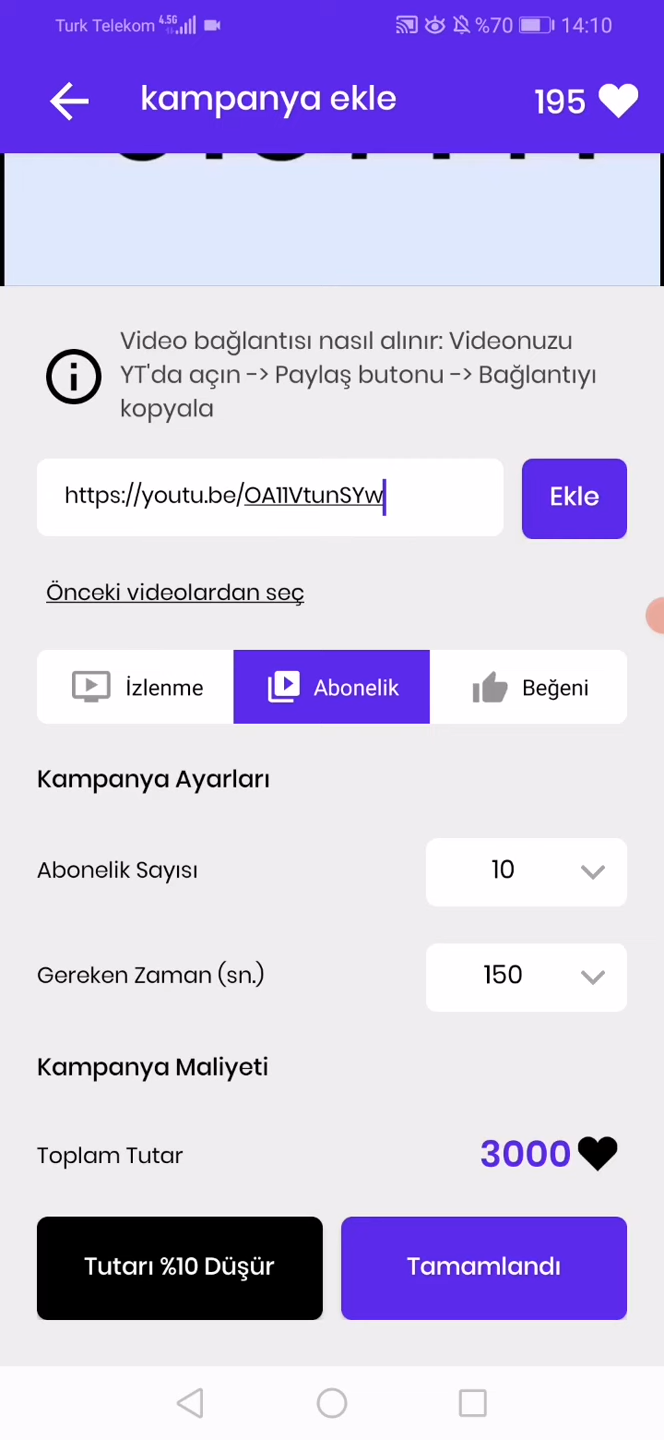 Turk Telekom 4.5G %70 14:10
kampanya ekle 195
Video bağlantısı nasıl alınır: Videonuzu
YT'da açın -> Paylaş butonu -> Bağlantıyı
kopyala
https://youtu.be/OA11VtunSYw Ekle
Önceki videolardan seç
İzlenme Abonelik Beğeni
Kampanya Ayarları
Abonelik Sayısı 10
Gereken Zaman (sn.) 150
Kampanya Maliyeti
Toplam Tutar 3000
Tutarı %10 Düşür Tamamlandı